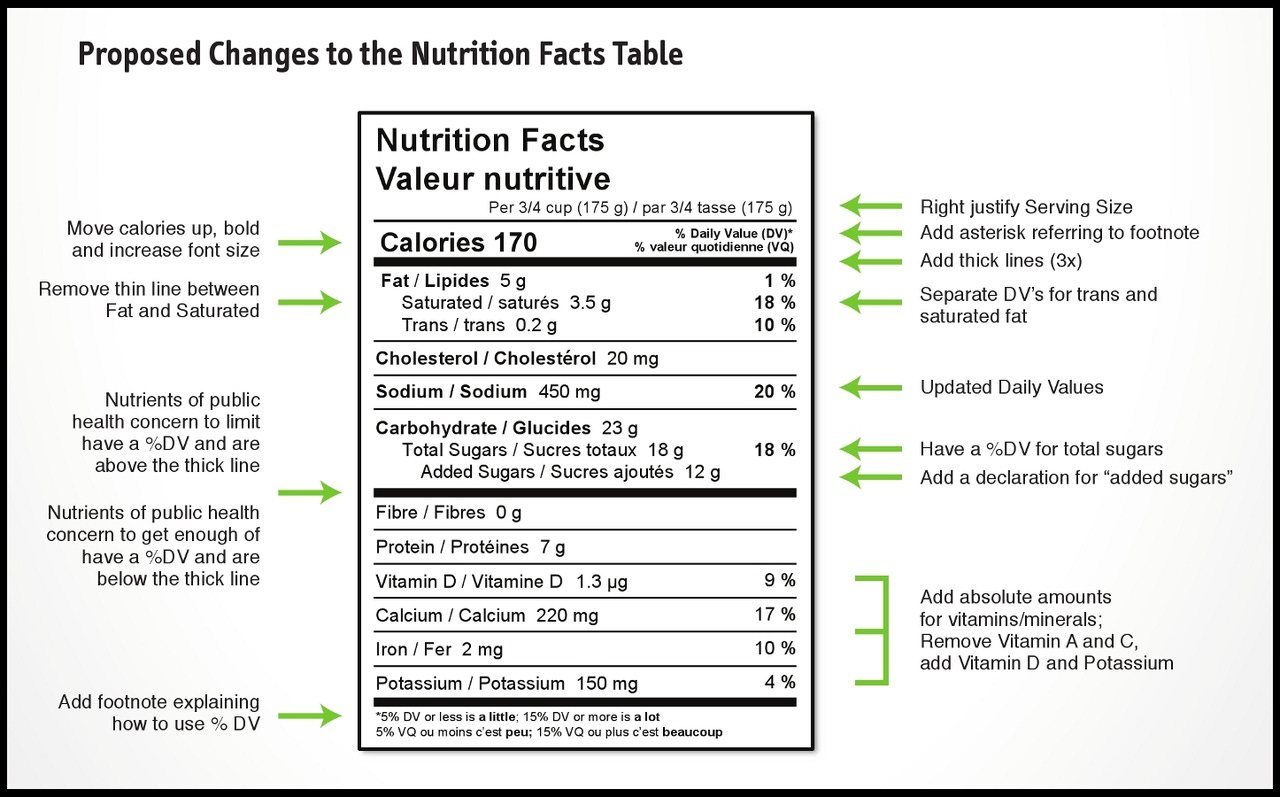 Proposed Changes to the Nutrition Facts Table
Nutrition Facts
Valeur nutritive
Per 3/4 cup (175 g) / par 3/4 tasse (175 g)
Calories 170
% Daily Value (DV)*
% valeur quotidienne (VQ)
Fat / Lipides 5 g 1 %
Saturated / saturés 3.5 g 18 %
Trans / trans 0.2 g 10 %
Cholesterol / Cholestérol 20 mg
Sodium / Sodium 450 mg 20 %
Carbohydrate / Glucides 23 g
Total Sugars / Sucres totaux 18 g 18 %
Added Sugars / Sucres ajoutés 12 g
Fibre / Fibres 0 g
Protein / Protéines 7 g
Vitamin D / Vitamine D 1.3 µg 9 %
Calcium / Calcium 220 mg 17 %
Iron / Fer 2 mg 10 %
Potassium / Potassium 150 mg 4 %
*5% DV or less is a little; 15% DV or more is a lot
5% VQ ou moins c'est peu; 15% VQ ou plus c'est beaucoup
Move calories up, bold
and increase font size
Remove thin line between
Fat and Saturated
Nutrients of public
health concern to limit
have a %DV and are
above the thick line
Nutrients of public health
concern to get enough of
have a %DV and are
below the thick line
Add footnote explaining
how to use % DV
Right justify Serving Size
Add asterisk referring to footnote
Add thick lines (3x)
Separate DV's for trans and
saturated fat
Updated Daily Values
Have a %DV for total sugars
Add a declaration for “added sugars”
Add absolute amounts
for vitamins/minerals;
Remove Vitamin A and C,
add Vitamin D and Potassium